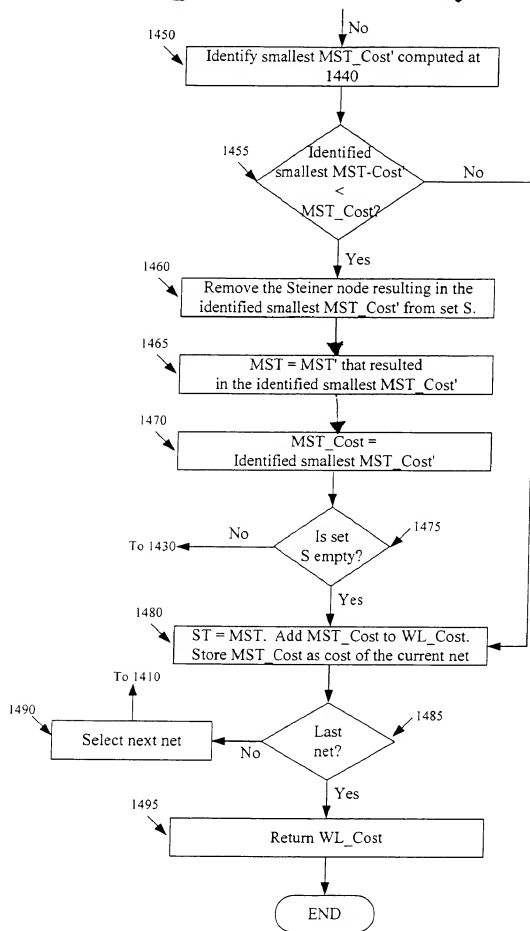 No
1450
Identify smallest MST_Cost' computed at
1440
1455
Identified
smallest MST-Cost'
<
MST_Cost?
No
Yes
1460
Remove the Steiner node resulting in the
identified smallest MST_Cost' from set S.
1465
MST = MST' that resulted
in the identified smallest MST_Cost'
1470
MST_Cost =
Identified smallest MST_Cost'
1475
Is set
S empty?
No
To 1430
Yes
1480
ST = MST. Add MST_Cost to WL_Cost.
Store MST_Cost as cost of the current net
To 1410
1490
Select next net
1485
Last
net?
No
Yes
1495
Return WL_Cost
END